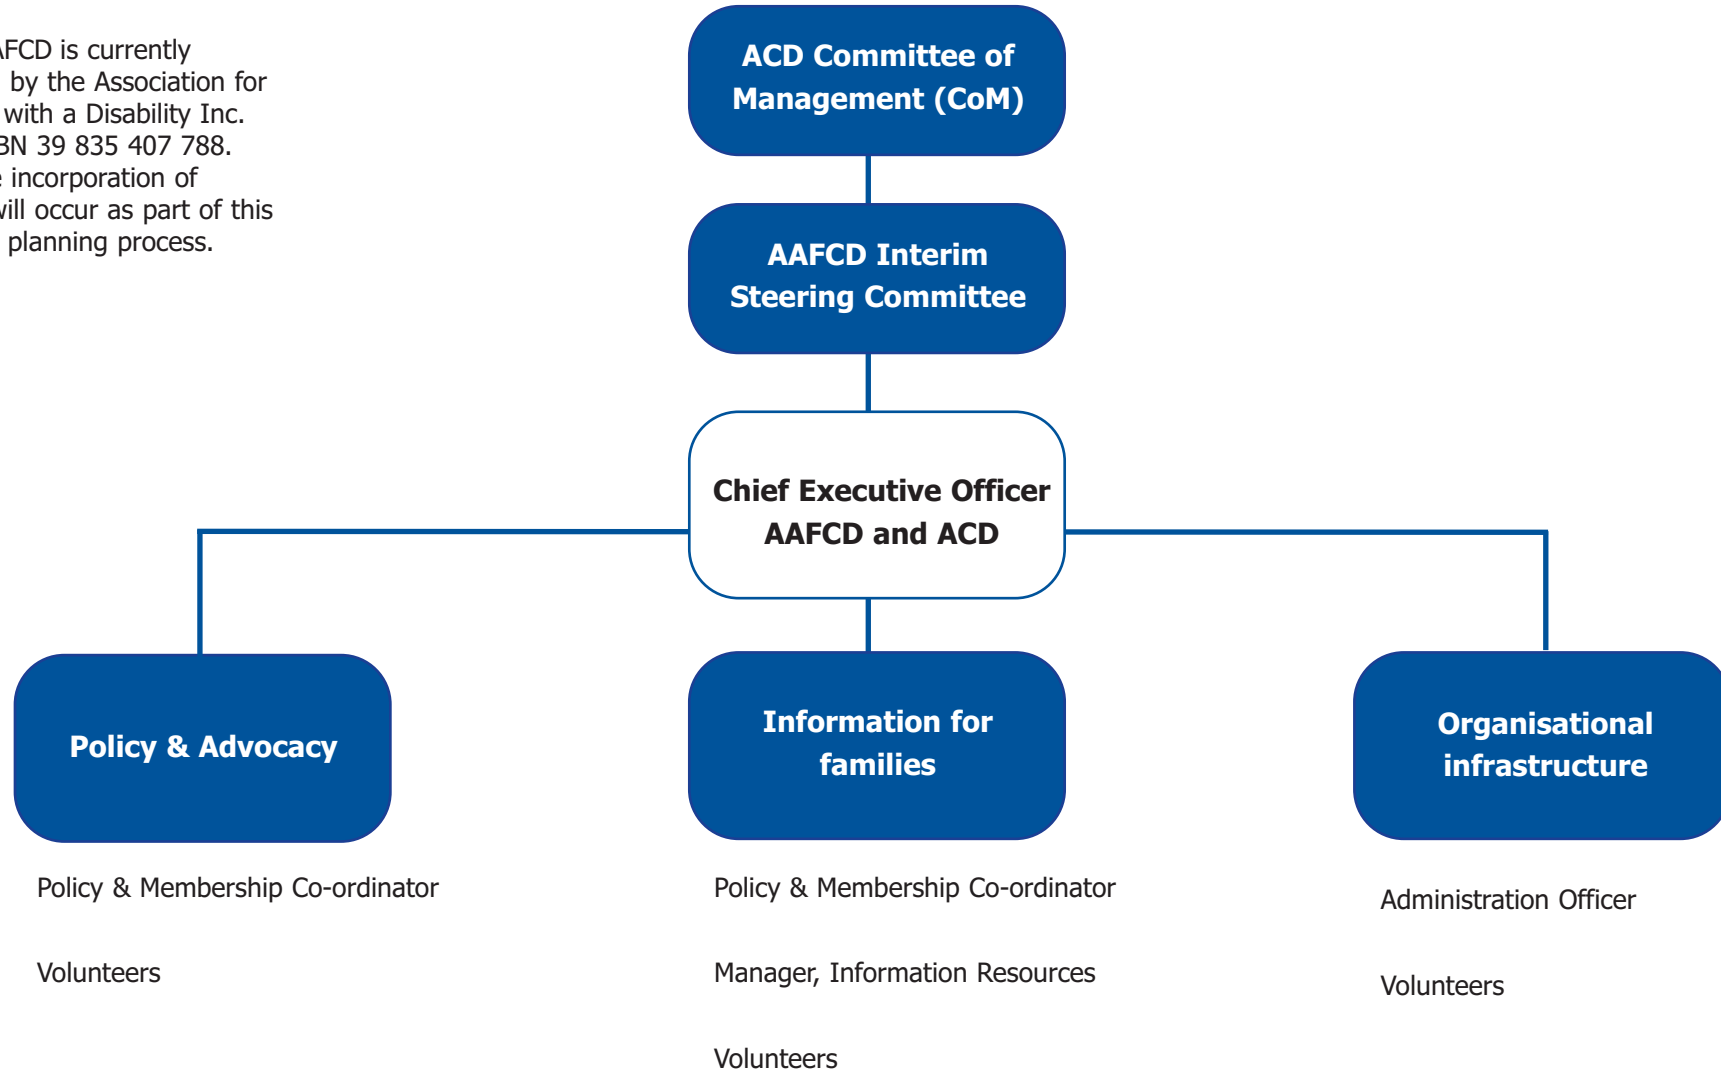 AFCD is currently
by the Association for
with a Disability Inc.
BN 39 835 407 788.
incorporation of
will occur as part of this
planning process.
ACD Committee of
Management (CoM)
AAFCD Interim
Steering Committee
Chief Executive Officer
AAFCD and ACD
Policy & Advocacy
Policy & Membership Co-ordinator
Volunteers
Information for
families
Policy & Membership Co-ordinator
Manager, Information Resources
Volunteers
Organisational
infrastructure
Administration Officer
Volunteers